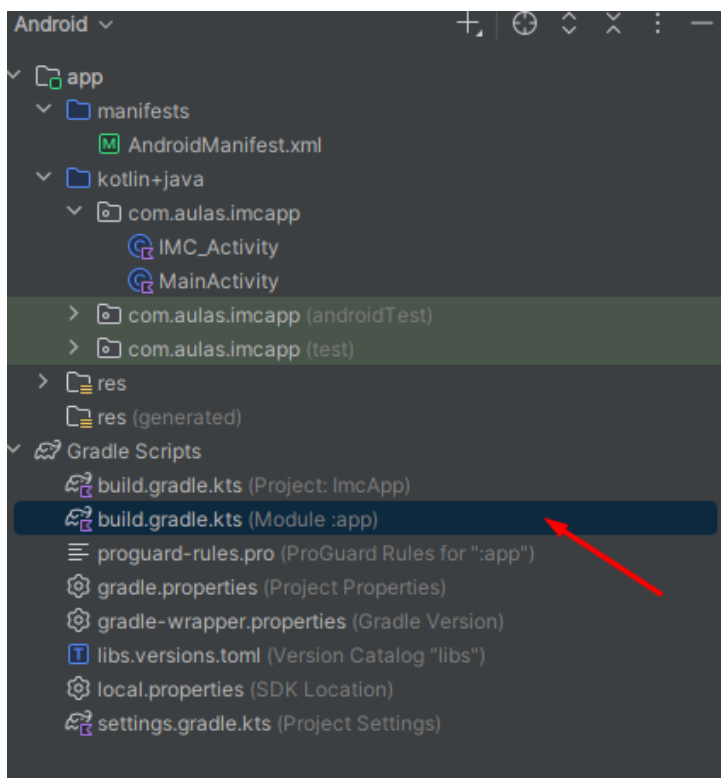 Android
app
manifests
M AndroidManifest.xml
kotlin+java
com.aulas.imcapp
IMC_Activity
MainActivity
com.aulas.imcapp (androidTest)
com.aulas.imcapp (test)
res
res (generated)
Gradle Scripts
build.gradle.kts (Project: ImcApp)
build.gradle.kts (Module :app)
proguard-rules.pro (ProGuard Rules for ":app")
gradle.properties (Project Properties)
gradle-wrapper.properties (Gradle Version)
T libs.versions.toml (Version Catalog "libs")
local.properties (SDK Location)
settings.gradle.kts (Project Settings)